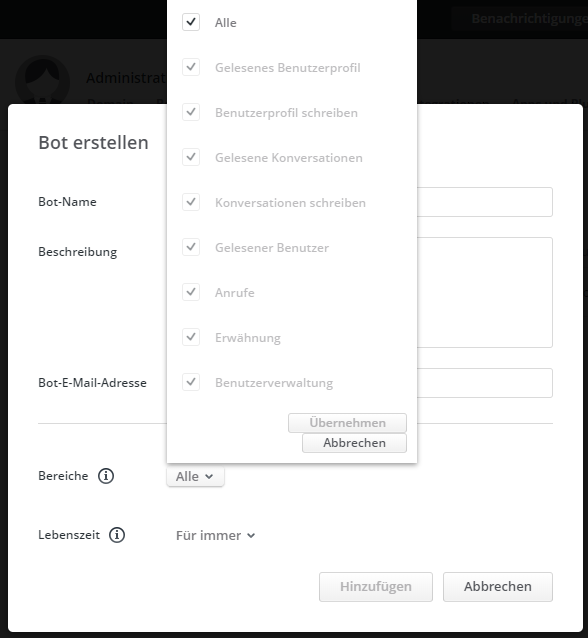 Benachrichtigunge
Administrat
Alle
Gelesenes Benutzerprofil
Benutzerprofil schreiben
Gelesene Konversationen
Konversationen schreiben
Gelesener Benutzer
Anrufe
Erwähnung
Benutzerverwaltung
Übernehmen
Abbrechen
Bot erstellen
Bot-Name
Beschreibung
Bot-E-Mail-Adresse
Bereiche
Alle
Lebenszeit
Für immer
Hinzufügen
Abbrechen